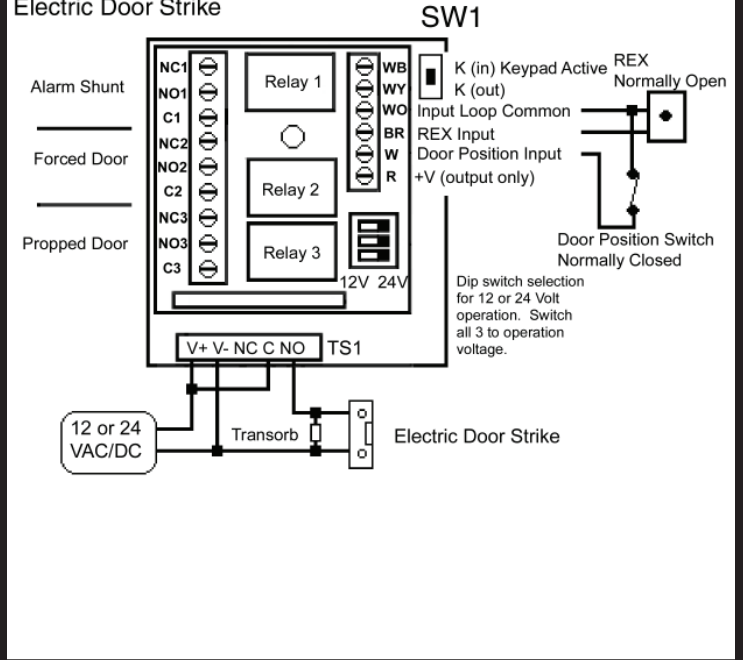 Electric Door Strike
SW1
NC1
NO1
C1
NC2
NO2
C2
NC3
NO3
C3
Alarm Shunt
Forced Door
Propped Door
Relay 1
Relay 2
Relay 3
WB
WY
WO
BR
W
R
K (in) Keypad Active
K (out)
Input Loop Common
REX Input
Door Position Input
+V (output only)
REX
Normally Open
Door Position Switch
Normally Closed
12V 24V
Dip switch selection
for 12 or 24 Volt
operation. Switch
all 3 to operation
voltage.
V+ V- NC C NO
TS1
12 or 24
VAC/DC
Transorb
Electric Door Strike